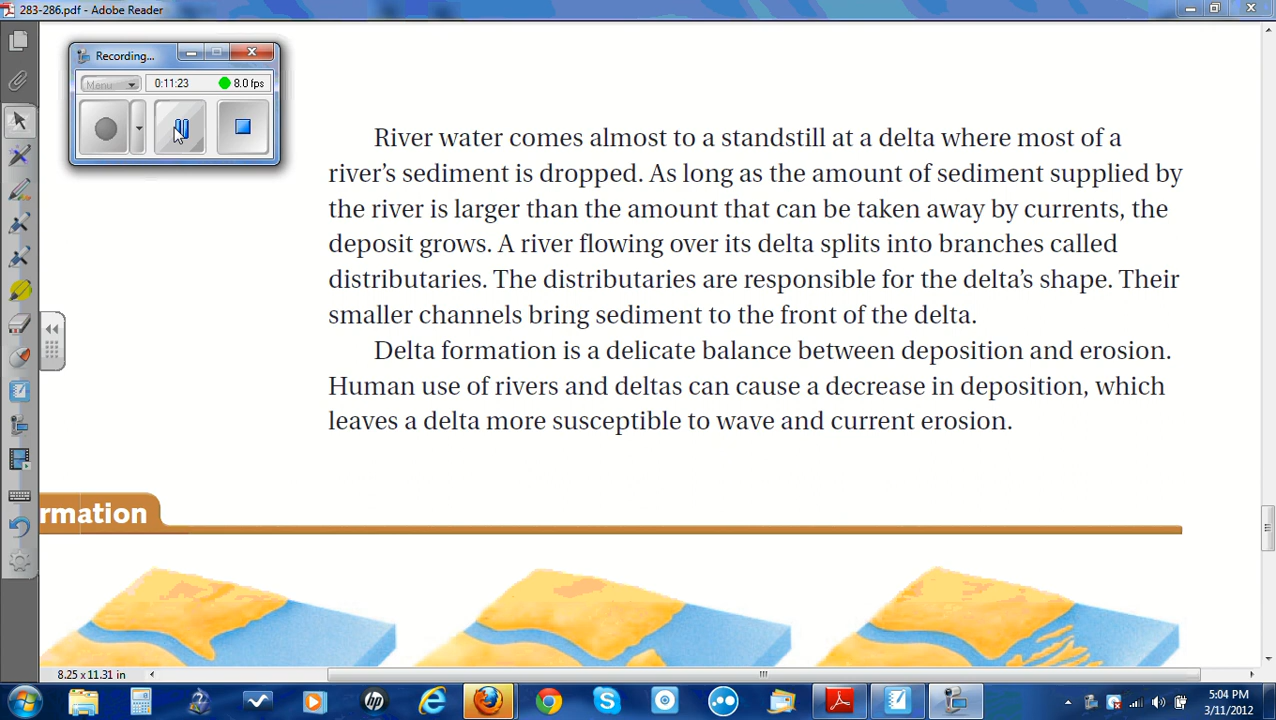 283-286.pdf - Adobe Reader
Recording...
Menu
0:11:23
8.0 fps
River water comes almost to a standstill at a delta where most of a
river's sediment is dropped. As long as the amount of sediment supplied by
the river is larger than the amount that can be taken away by currents, the
deposit grows. A river flowing over its delta splits into branches called
distributaries. The distributaries are responsible for the delta's shape. Their
smaller channels bring sediment to the front of the delta.
Delta formation is a delicate balance between deposition and erosion.
Human use of rivers and deltas can cause a decrease in deposition, which
leaves a delta more susceptible to wave and current erosion.
rmation
8.25 x 11.31 in
5:04 PM
3/11/2012